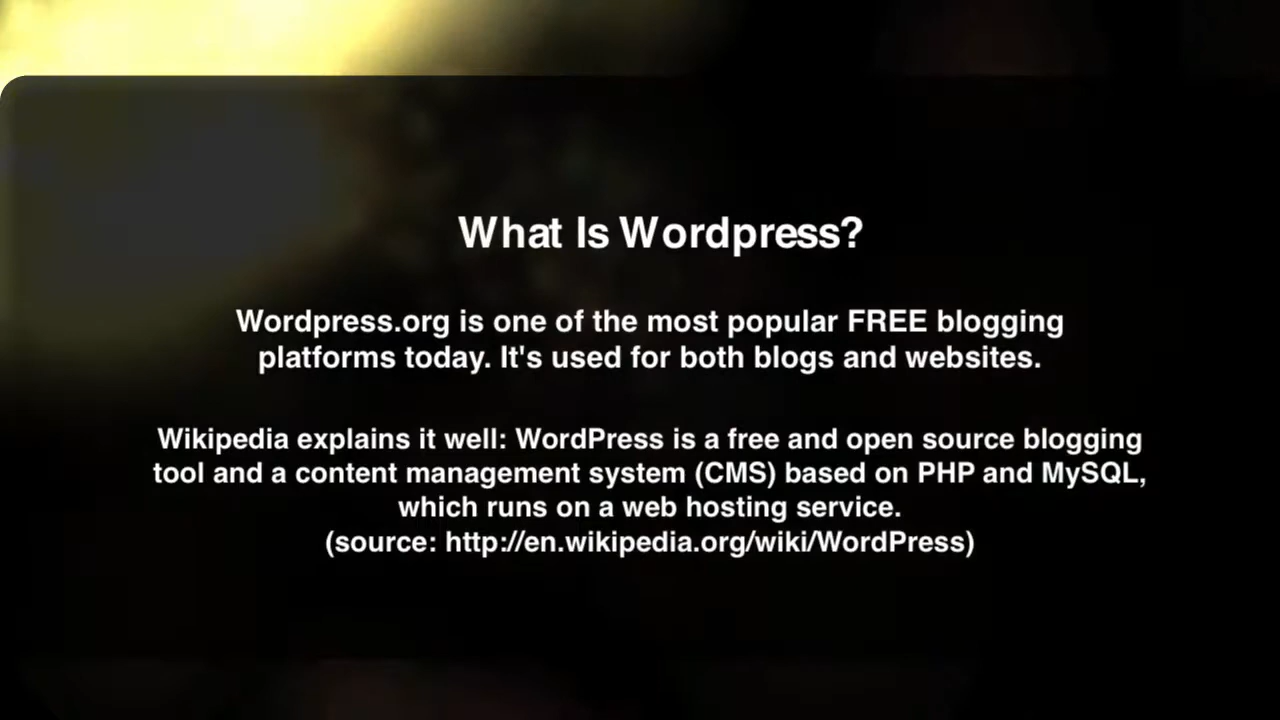 What Is Wordpress?
Wordpress.org is one of the most popular FREE blogging
platforms today. It's used for both blogs and websites.
Wikipedia explains it well: WordPress is a free and open source blogging
tool and a content management system (CMS) based on PHP and MySQL,
which runs on a web hosting service.
(source: http://en.wikipedia.org/wiki/WordPress)